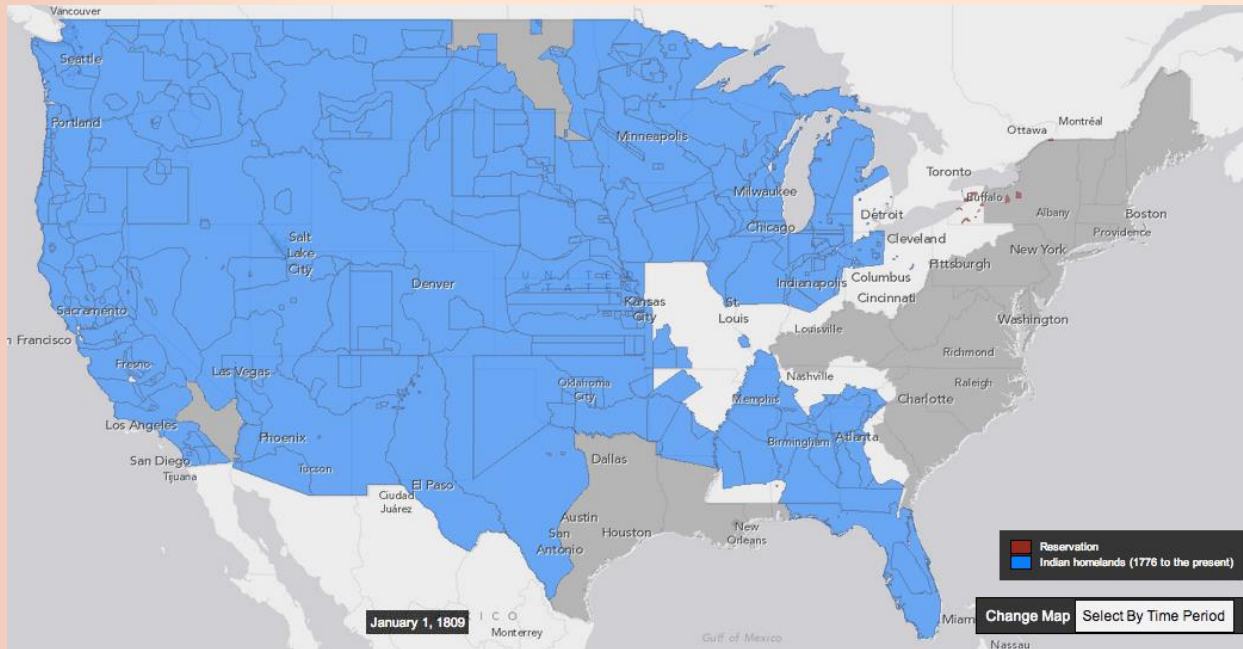 Vancouver
Seattle
Portland
Ottawa
Montréal
Minneapolis
Toronto
Milwaukee
Buffalo
Albany
Boston
Detroit
Chicago
Providence
Cleveland
New York
Salt
Lake
City
Pittsburgh
Denver
UNITED
STATES
Indianapolis
Columbus
Cincinnati
Kansas
City
St.
Louis
Washington
Sacramento
Louisville
n Francisco
Richmond
Fresno
Las Vegas
Nashville
Raleigh
Oklahoma
City
Memphis
Charlotte
Los Angeles
Phoenix
Birmingham
Atlanta
San Diego
Tijuana
Tucson
Dallas
El Paso
Ciudad
Juárez
Austin
San
Antonio
Houston
New
Orleans
Reservation
Indian homelands (1776 to the present)
January 1, 1809
ICO
Monterrey
Gulf of Mexico
Miam
Change Map
Select By Time Period
Nassau